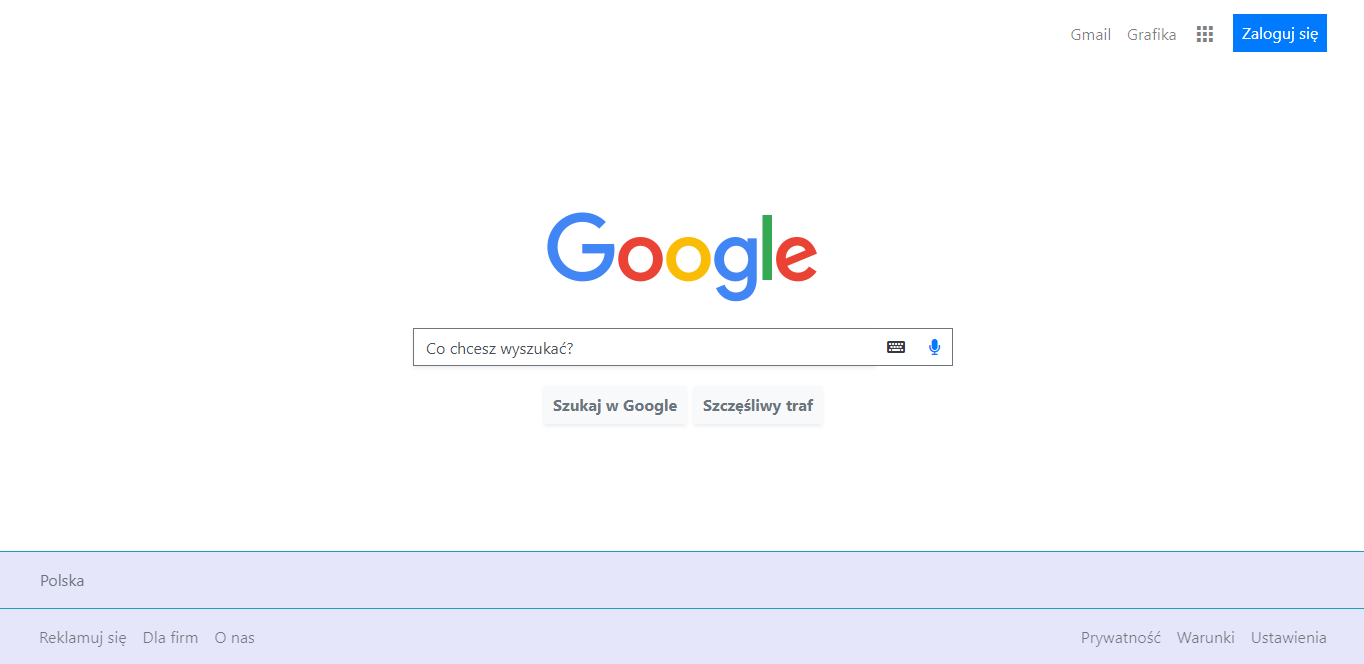 Gmail Grafika Zaloguj się
Google
Co chcesz wyszukać?
Szukaj w Google Szczęśliwy traf
Polska
Reklamuj się Dla firm O nas Prywatność Warunki Ustawienia